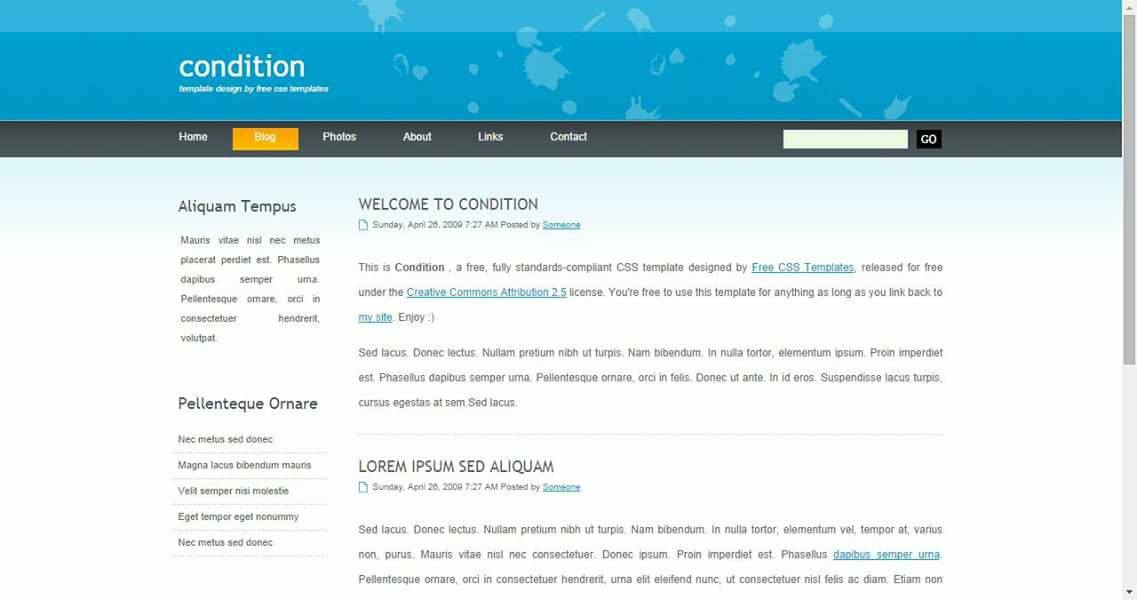 condition
template design by free css templates
Home Blog Photos About Links Contact GO
Aliquam Tempus
Mauris vitae nisl nec metus
placerat perdiet est. Phasellus
dapibus semper urna.
Pellentesque ornare, orci in
consectetuer hendrerit,
volutpat.
Pellenteque Ornare
Nec metus sed donec
Magna lacus bibendum mauris
Velit semper nisi molestie
Eget tempor eget nonummy
Nec metus sed donec
WELCOME TO CONDITION
Sunday, April 26, 2009 7:27 AM Posted by Someone
This is Condition , a free, fully standards-compliant CSS template designed by Free CSS Templates, released for free
under the Creative Commons Attribution 2.5 license. You're free to use this template for anything as long as you link back to
my site. Enjoy :)
Sed lacus. Donec lectus. Nullam pretium nibh ut turpis. Nam bibendum. In nulla tortor, elementum ipsum. Proin imperdiet
est. Phasellus dapibus semper urna. Pellentesque ornare, orci in felis. Donec ut ante. In id eros. Suspendisse lacus turpis,
cursus egestas at sem.Sed lacus.
LOREM IPSUM SED ALIQUAM
Sunday, April 26, 2009 7:27 AM Posted by Someone
Sed lacus. Donec lectus. Nullam pretium nibh ut turpis. Nam bibendum. In nulla tortor, elementum vel, tempor at, varius
non, purus. Mauris vitae nisl nec consectetuer. Donec ipsum. Proin imperdiet est. Phasellus dapibus semper urna.
Pellentesque ornare, orci in consectetuer hendrerit, urna elit eleifend nunc, ut consectetuer nisl felis ac diam. Etiam non